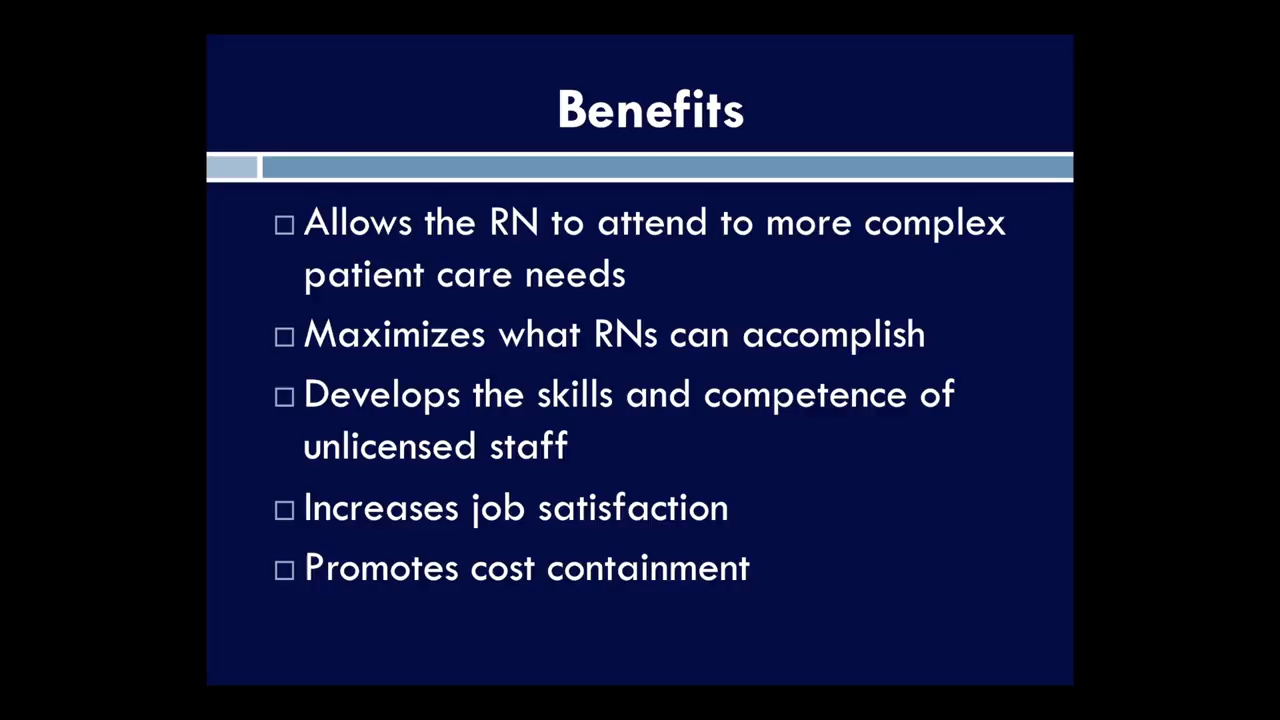 Benefits
Allows the RN to attend to more complex
patient care needs
Maximizes what RNs can accomplish
Develops the skills and competence of
unlicensed staff
Increases job satisfaction
Promotes cost containment